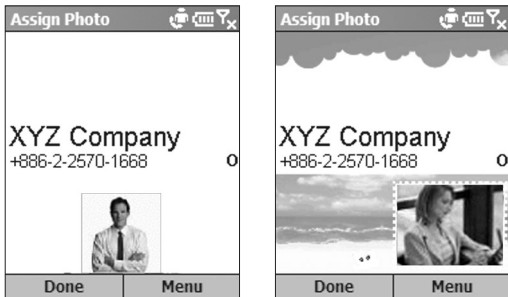 Assign Photo
XYZ Company
+886-2-2570-1668 O
Done Menu
Assign Photo
XYZ Company
+886-2-2570-1668 O
Done Menu